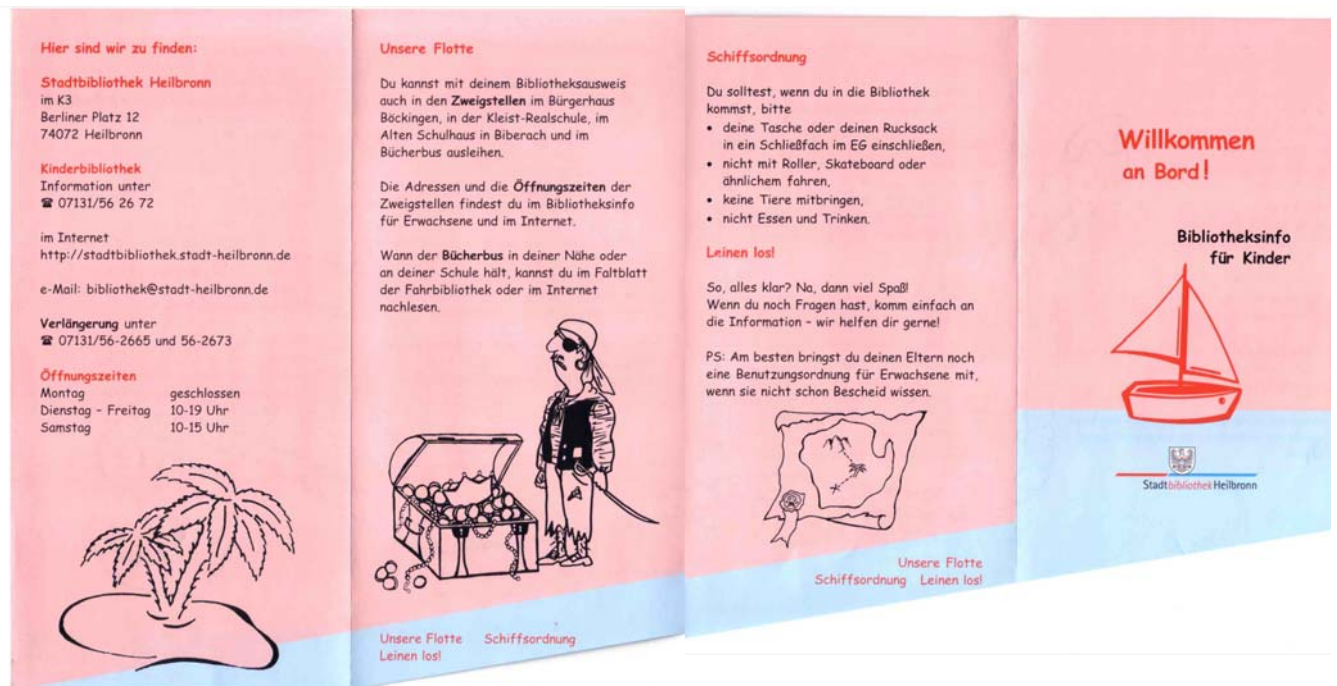 Hier sind wir zu finden:
Stadtbibliothek Heilbronn
im K3
Berliner Platz 12
74072 Heilbronn
Kinderbibliothek
Information unter
☎ 07131/56 26 72
im Internet
http://stadtbibliothek.stadt-heilbronn.de
e-Mail: bibliothek@stadt-heilbronn.de
Verlängerung unter
☎ 07131/56-2665 und 56-2673
Öffnungszeiten
Montag geschlossen
Dienstag - Freitag 10-19 Uhr
Samstag 10-15 Uhr
Unsere Flotte
Du kannst mit deinem Bibliotheksausweis
auch in den Zweigstellen im Bürgerhaus
Böckingen, in der Kleist-Realschule, im
Alten Schulhaus in Biberach und im
Bücherbus ausleihen.
Die Adressen und die Öffnungszeiten der
Zweigstellen findest du im Bibliotheksinfo
für Erwachsene und im Internet.
Wann der Bücherbus in deiner Nähe oder
an deiner Schule hält, kannst du im Faltblatt
der Fahrbibliothek oder im Internet
nachlesen.
Unsere Flotte Schiffsordnung
Leinen los!
Schiffsordnung
Du solltest, wenn du in die Bibliothek
kommst, bitte
• deine Tasche oder deinen Rucksack
in ein Schließfach im EG einschließen,
• nicht mit Roller, Skateboard oder
ähnlichem fahren,
• keine Tiere mitbringen,
• nicht Essen und Trinken.
Leinen los!
So, alles klar? Na, dann viel Spaß!
Wenn du noch Fragen hast, komm einfach an
die Information – wir helfen dir gerne!
PS: Am besten bringst du deinen Eltern noch
eine Benutzungsordnung für Erwachsene mit,
wenn sie nicht schon Bescheid wissen.
Unsere Flotte
Schiffsordnung Leinen los!
Willkommen
an Bord!
Bibliotheksinfo
für Kinder
Stadtbibliothek Heilbronn